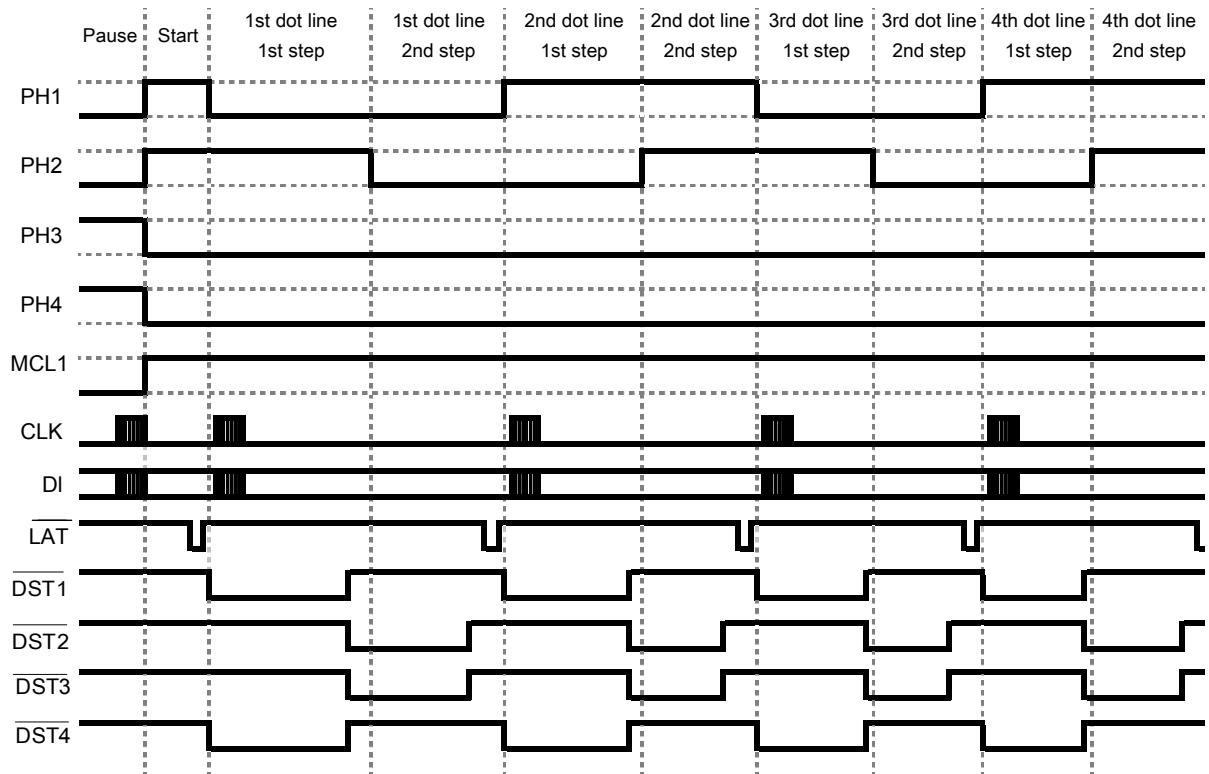 Pause Start 1st dot line 1st dot line 2nd dot line 2nd dot line 3rd dot line 3rd dot line 4th dot line 4th dot line
1st step 2nd step 1st step 2nd step 1st step 2nd step 1st step 2nd step
PH1
PH2
PH3
PH4
MCL1
CLK
DI
LAT
DST1
DST2
DST3
DST4